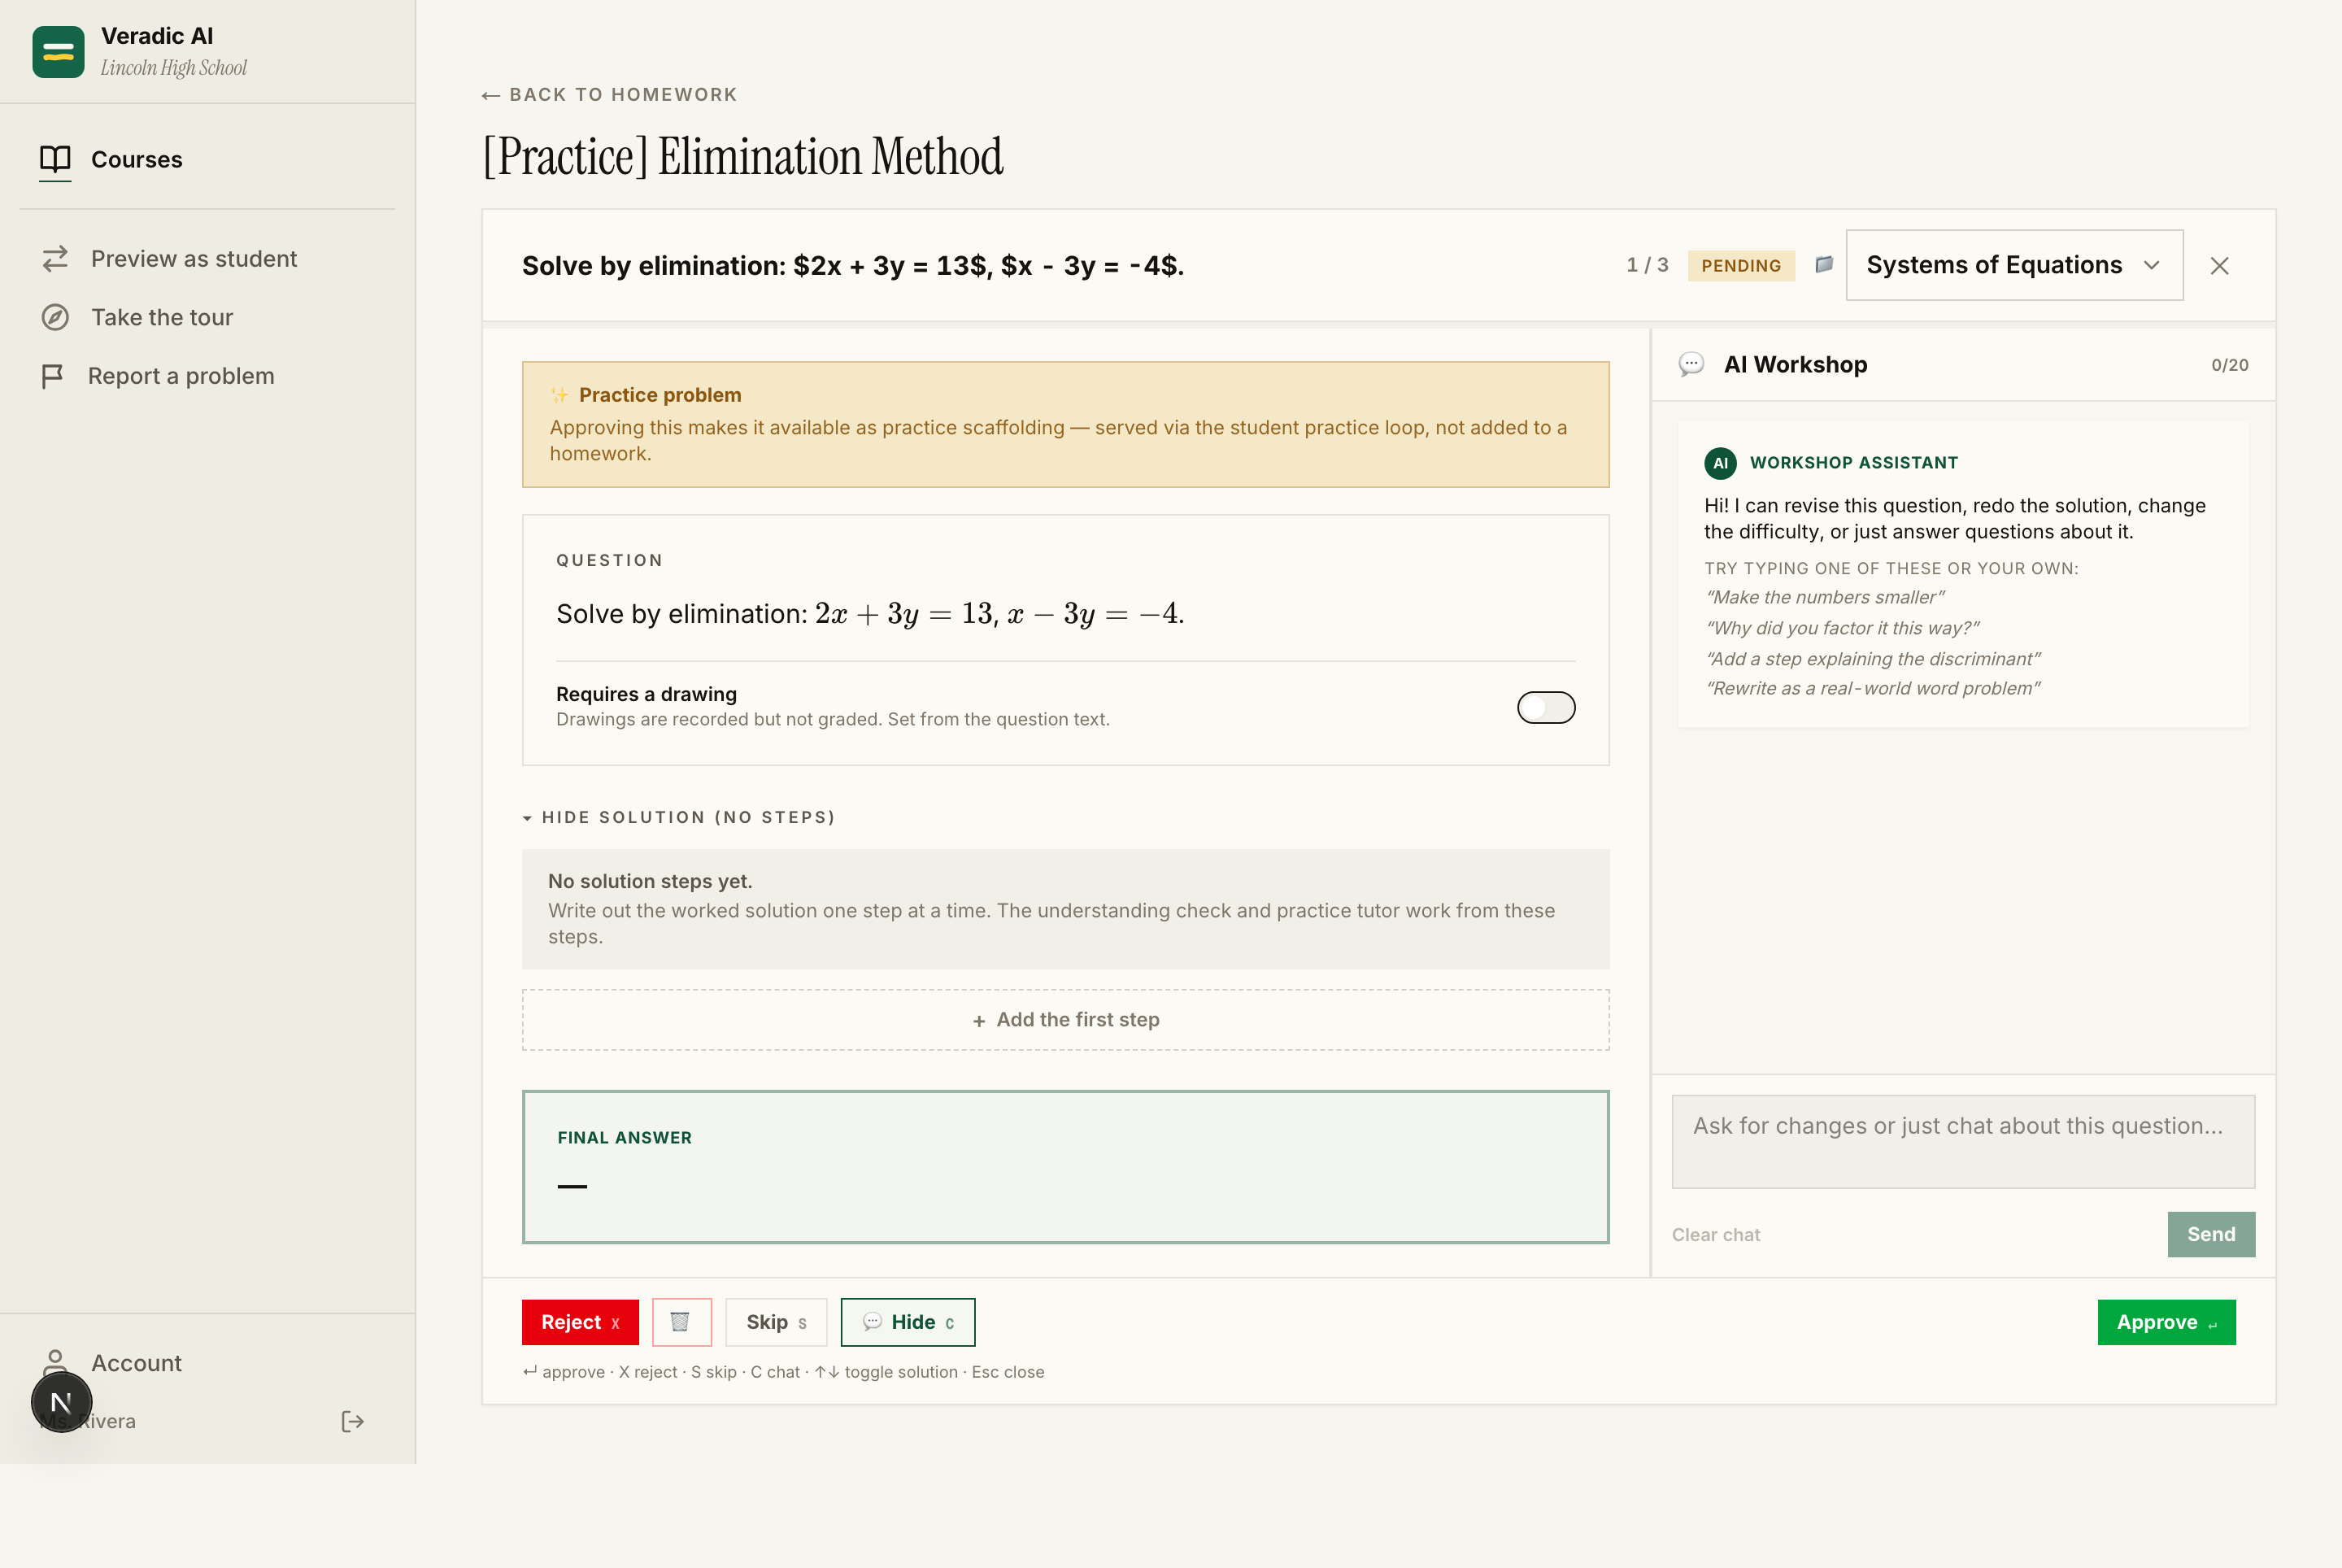 Veradic AI
Lincoln High School
Courses
Preview as student
Take the tour
Report a problem
Account
Rivera
← BACK TO HOMEWORK
[Practice] Elimination Method
Solve by elimination: $2x + 3y = 13$, $x - 3y = -4$.
1 / 3
PENDING
Systems of Equations
✨ Practice problem
Approving this makes it available as practice scaffolding — served via the student practice loop, not added to a
homework.
QUESTION
Solve by elimination: 2x + 3y = 13, x − 3y = −4.
Requires a drawing
Drawings are recorded but not graded. Set from the question text.
HIDE SOLUTION (NO STEPS)
No solution steps yet.
Write out the worked solution one step at a time. The understanding check and practice tutor work from these
steps.
+ Add the first step
FINAL ANSWER
—
AI Workshop
0/20
AI WORKSHOP ASSISTANT
Hi! I can revise this question, redo the solution, change
the difficulty, or just answer questions about it.
TRY TYPING ONE OF THESE OR YOUR OWN:
“Make the numbers smaller”
“Why did you factor it this way?”
“Add a step explaining the discriminant”
“Rewrite as a real-world word problem”
Ask for changes or just chat about this question...
Clear chat
Send
Reject X
Skip S
Hide C
Approve ↵
↵ approve · X reject · S skip · C chat · ↑↓ toggle solution · Esc close
N